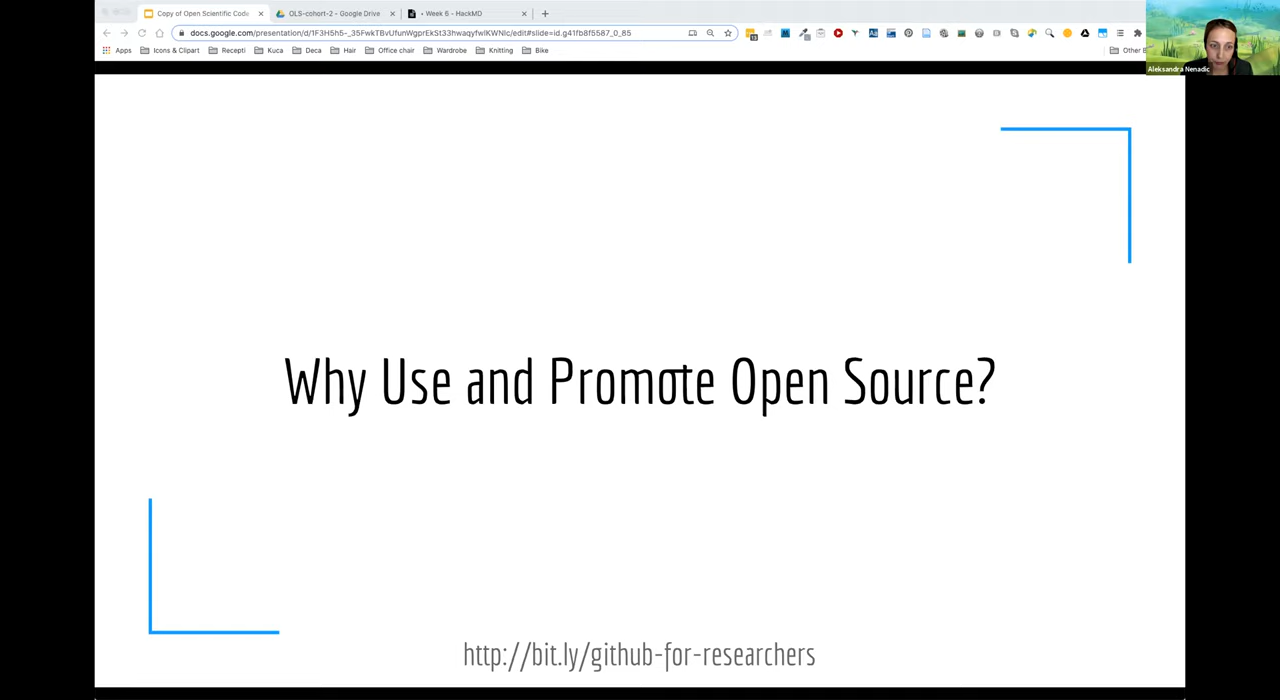 Copy of Open Scientific Code
OLS-cohort-2 - Google Drive
Week 6 - HackMD
docs.google.com/presentation/d/1F3H5h5-_35FwkTBvUfunWgprEkSt33hwaqyfwIKWNlc/edit#slide=id.g41fb8f5587_0_85
Apps Icons & Clipart Recepti Kuca Deca Hair Office chair Wardrobe Knitting Bike Other B
Aleksandra Nenadic
Why Use and Promote Open Source?
http://bit.ly/github-for-researchers